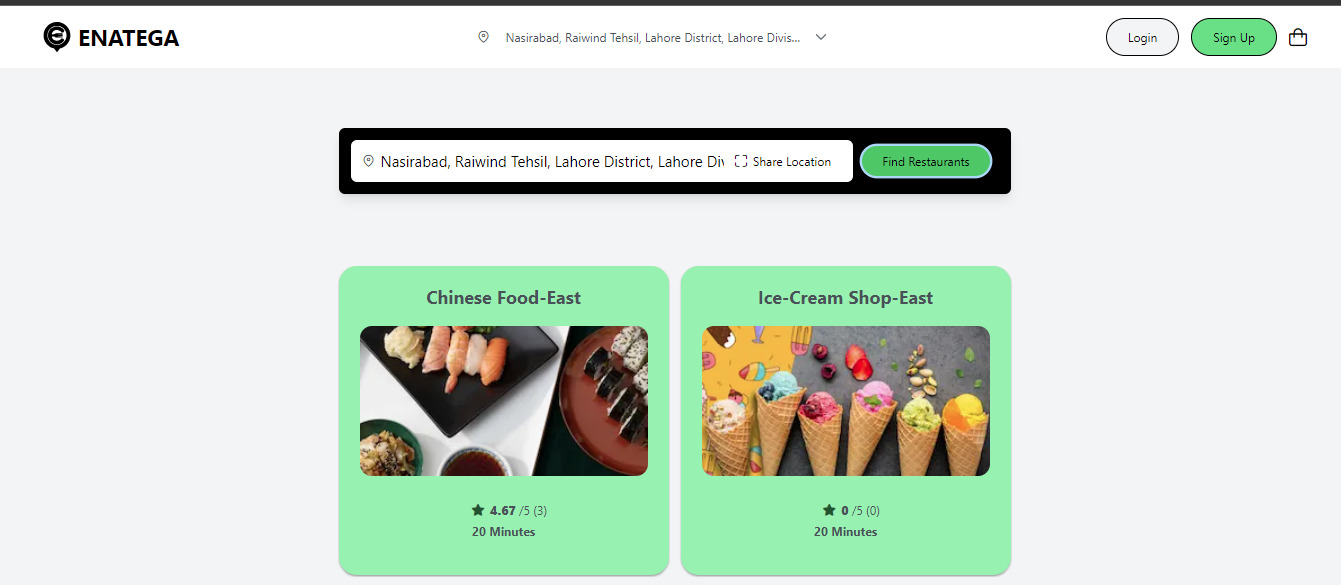 ENATEGA
Nasirabad, Raiwind Tehsil, Lahore District, Lahore Divis...
Login
Sign Up
Nasirabad, Raiwind Tehsil, Lahore District, Lahore Div
Share Location
Find Restaurants
Chinese Food-East
Ice-Cream Shop-East
4.67 /5 (3)
20 Minutes
0 /5 (0)
20 Minutes